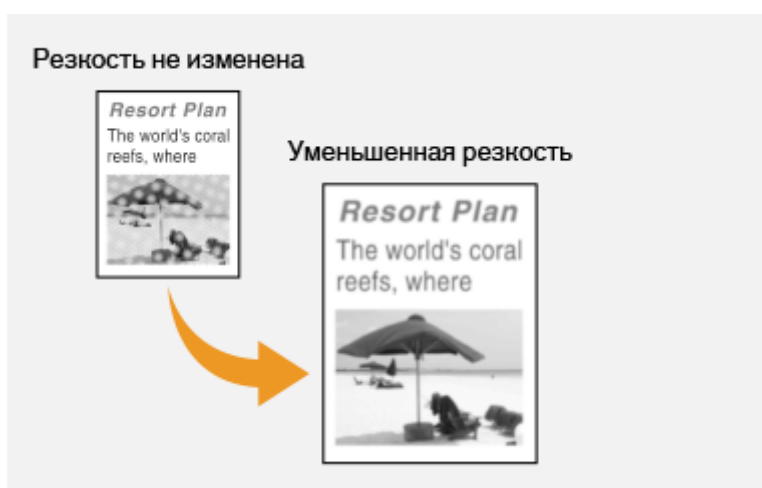 Резкость не изменена
Resort Plan
The world's coral
reefs, where
Уменьшенная резкость
Resort Plan
The world's coral
reefs, where